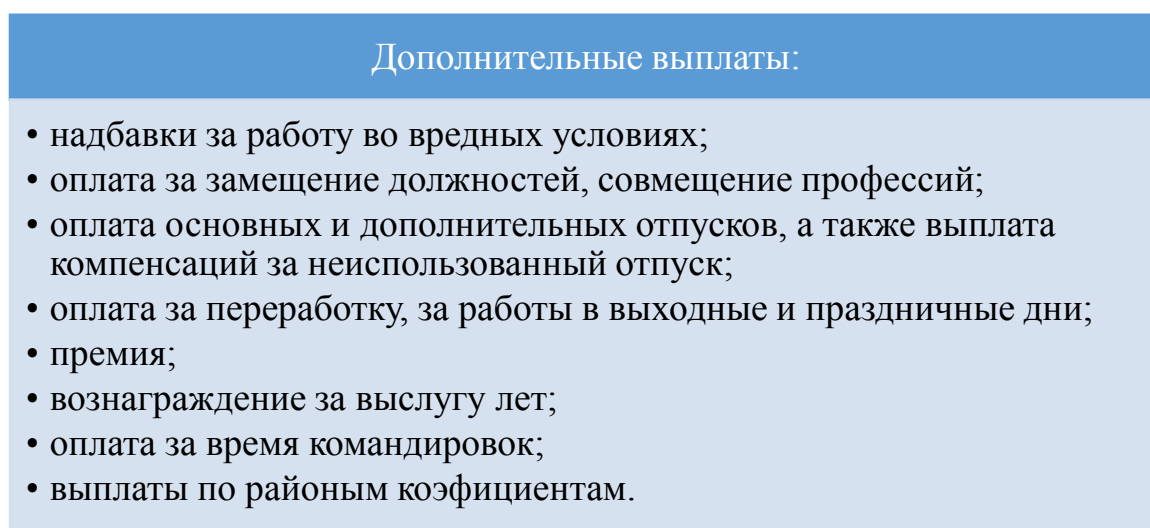 Дополнительные выплаты:
• надбавки за работу во вредных условиях;
• оплата за замещение должностей, совмещение профессий;
• оплата основных и дополнительных отпусков, а также выплата
компенсаций за неиспользованный отпуск;
• оплата за переработку, за работы в выходные и праздничные дни;
• премия;
• вознаграждение за выслугу лет;
• оплата за время командировок;
• выплаты по районым коэфициентам.